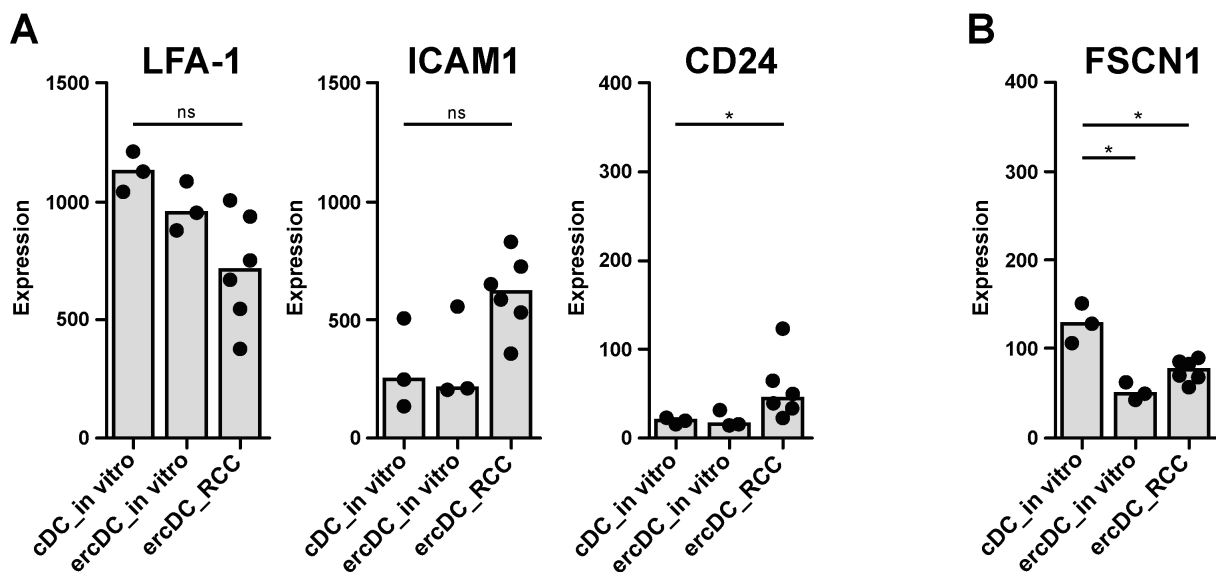 A
B
LFA-1
ICAM1
CD24
FSCN1
Expression
1500
1000
500
0
ns
cDC_in vitro
ercDC_in vitro
ercDC_RCC
Expression
1500
1000
500
0
ns
cDC_in vitro
ercDC_in vitro
ercDC_RCC
Expression
400
300
200
100
0
*
cDC_in vitro
ercDC_in vitro
ercDC_RCC
Expression
400
300
200
100
0
*
*
cDC_in vitro
ercDC_in vitro
ercDC_RCC